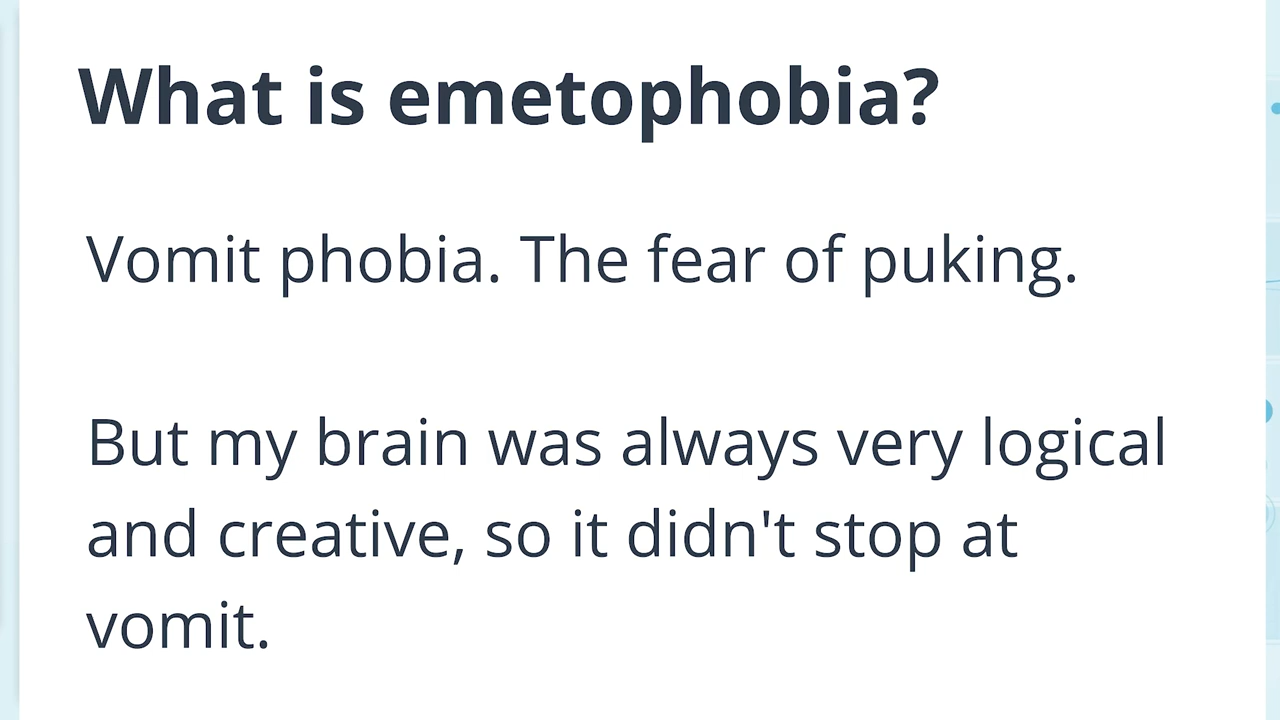 What is emetophobia?
Vomit phobia. The fear of puking.
But my brain was always very logical
and creative, so it didn't stop at
vomit.